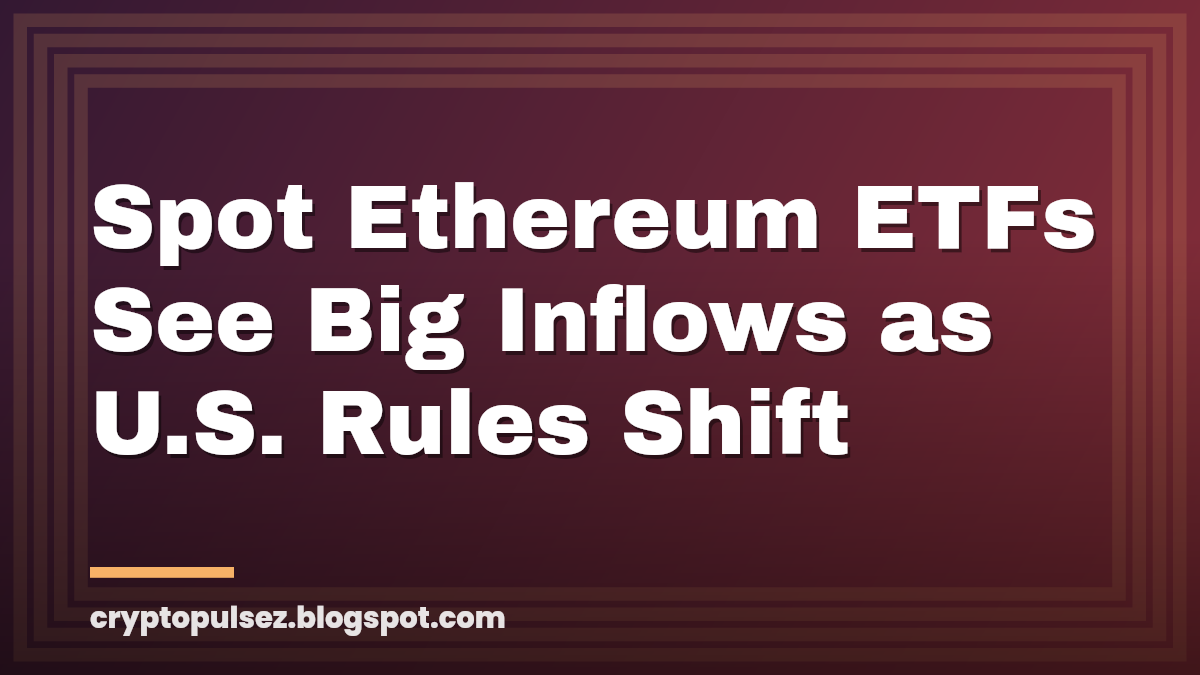 Spot Ethereum ETFs
See Big Inflows as
U.S. Rules Shift
cryptopulsez.blogspot.com